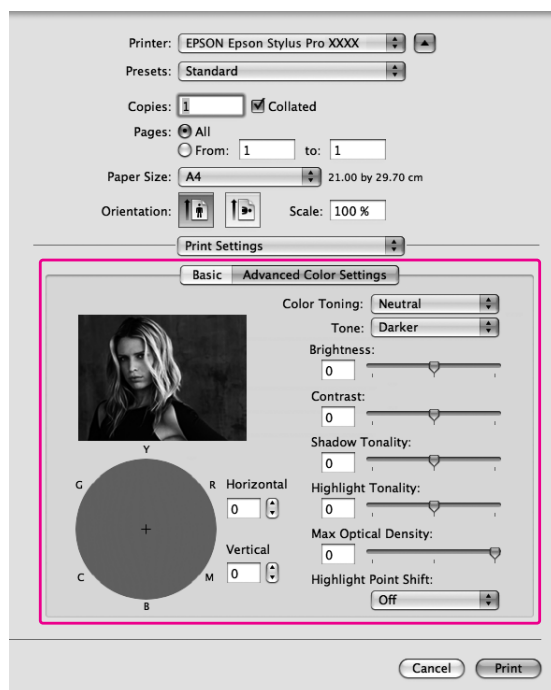 Printer: EPSON Epson Stylus Pro XXXX
Presets: Standard
Copies: 1 Collated
Pages: All
From: 1 to: 1
Paper Size: A4 21.00 by 29.70 cm
Orientation: Scale: 100 %
Print Settings
Basic Advanced Color Settings
Color Toning: Neutral
Tone: Darker
Brightness:
0
Contrast:
0
Shadow Tonality:
0
Highlight Tonality:
0
Max Optical Density:
0
Highlight Point Shift:
Off
Y
G R
C M
B
Horizontal
0
Vertical
0
Cancel Print